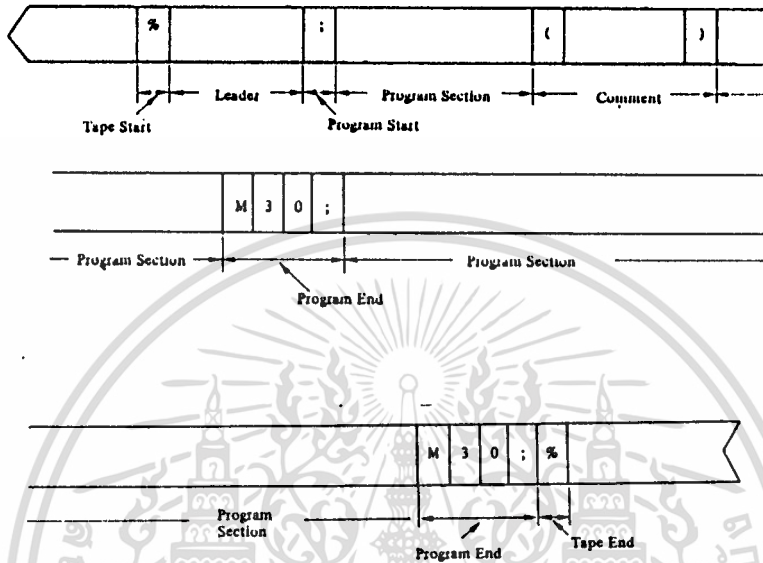 % ; ( )
Leader Program Section Comment
Tape Start Program Start
M 3 0 ;
Program Section Program Section
Program End
M 3 0 ; %
Program
Section
Program End Tape End